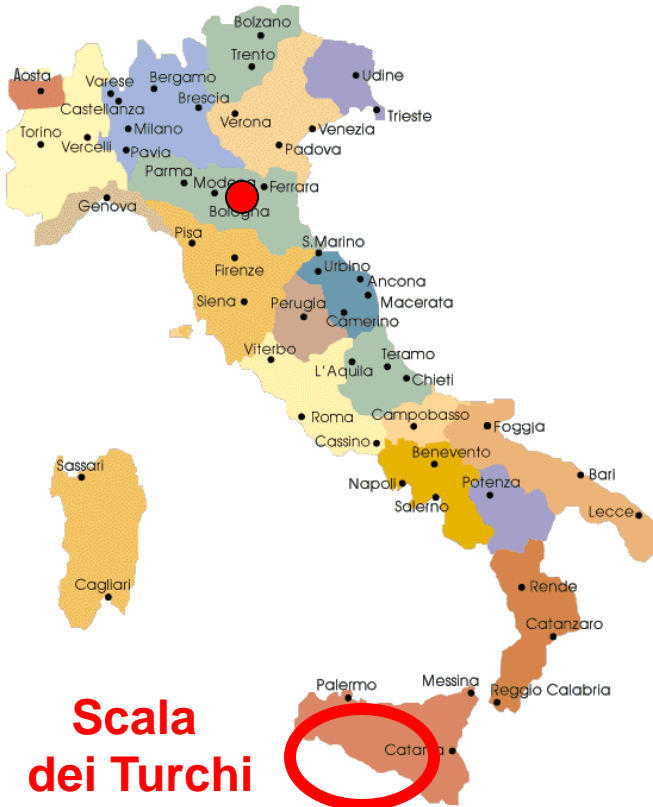 Bolzano
Trento
Aosta
Udine
Varese
Bergamo
Castellanza
Brescia
Trieste
Torino
Milano
Verona
Venezia
Vercelli
Pavia
Padova
Parma
Modena
Ferrara
Genova
Bologna
Pisa
S.Marino
Firenze
Urbino
Ancona
Siena
Perugia
Macerata
Camerino
Viterbo
Teramo
L'Aquila
Chieti
Roma
Campobasso
Foggia
Cassino
Benevento
Sassari
Bari
Napoli
Potenza
Salerno
Lecce
Cagliari
Rende
Catanzaro
Palermo
Messina
Reggio Calabria
Scala
dei Turchi
Catania